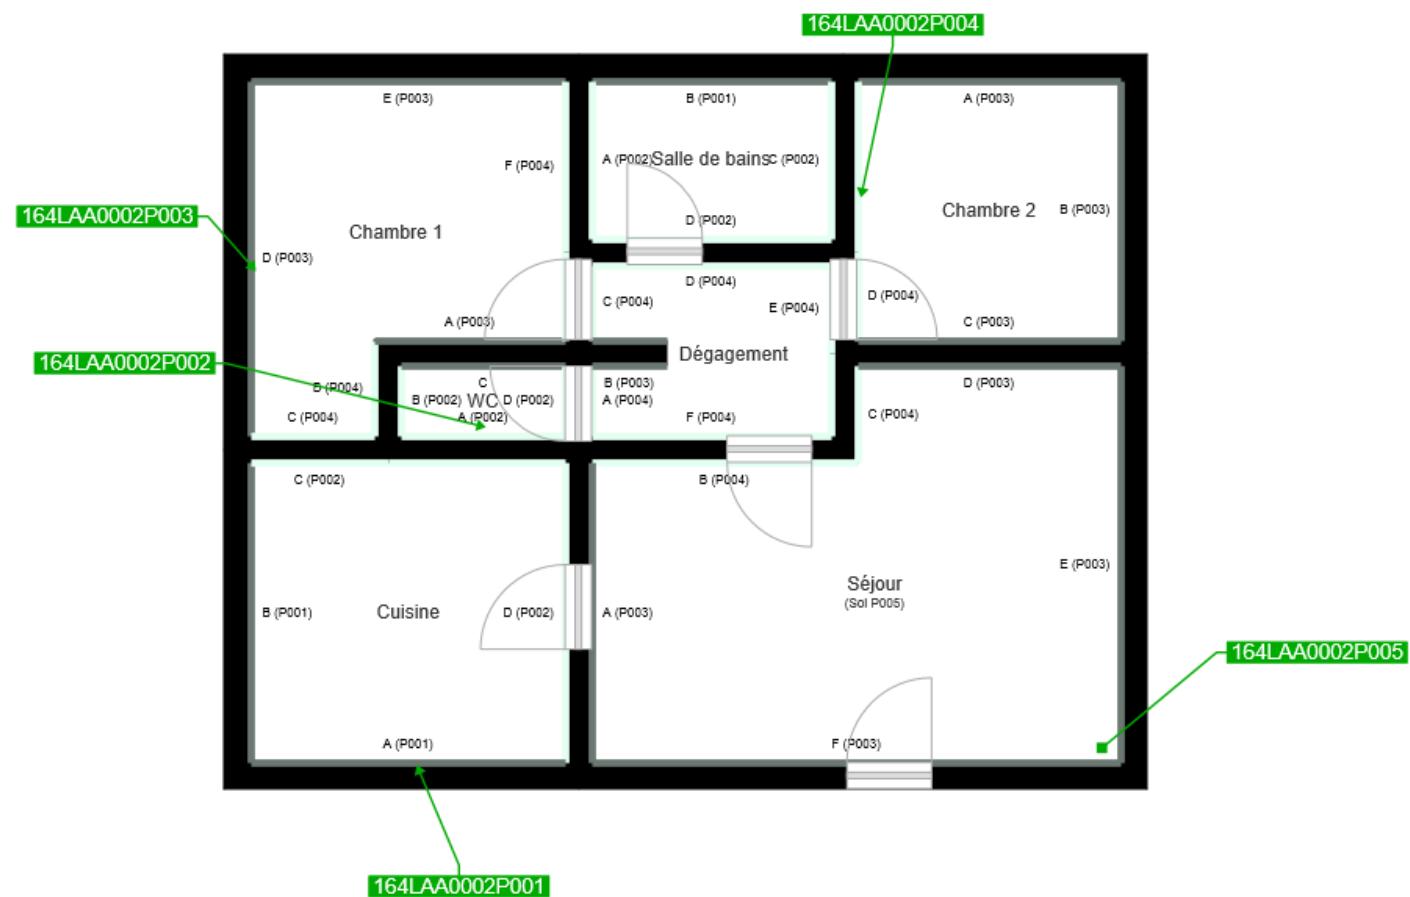 164LAA0002P004
E (P003)
B (P001)
A (P003)
F (P004)
A (P002)
Salle de bains
C (P002)
164LAA0002P003
Chambre 1
D (P002)
Chambre 2
B (P003)
D (P003)
D (P004)
C (P004)
E (P004)
D (P004)
A (P003)
C (P003)
164LAA0002P002
Dégagement
B (P004)
C
B (P003)
D (P003)
B (P002)
WC
D (P002)
A (P004)
C (P004)
A (P002)
F (P004)
C (P004)
C (P002)
B (P004)
E (P003)
Séjour
(Sol P005)
B (P001)
Cuisine
D (P002)
A (P003)
164LAA0002P005
A (P001)
F (P003)
164LAA0002P001